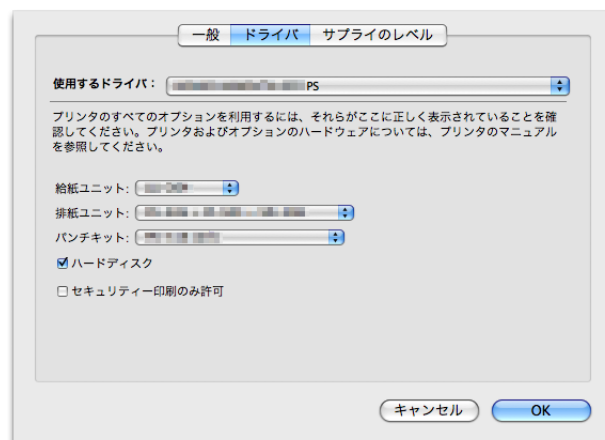 一般 ドライバ サプライのレベル
使用するドライバ： PS
プリンタのすべてのオプションを利用するには、それらがここに正しく表示されていることを確
認してください。プリンタおよびオプションのハードウェアについては、プリンタのマニュアル
を参照してください。
給紙ユニット:
排紙ユニット:
パンチキット:
ハードディスク
セキュリティー印刷のみ許可
キャンセル OK